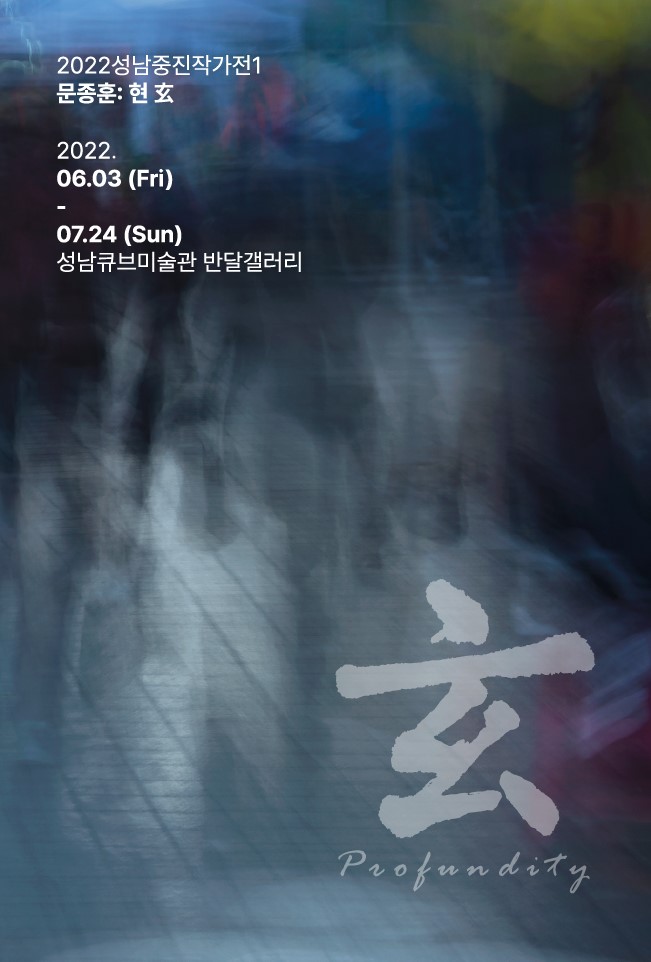 2022성남중진작가전1
문종훈: 현 玄
2022.
06.03 (Fri)
-
07.24 (Sun)
성남큐브미술관 반달갤러리
玄
Profundity